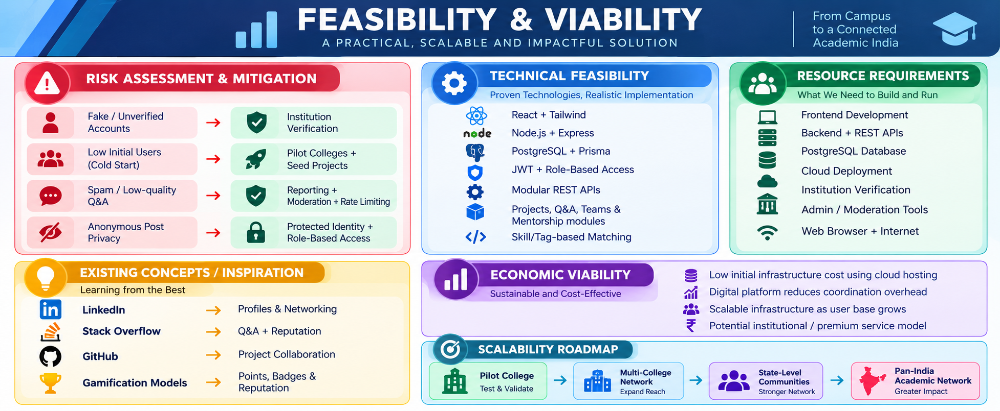 FEASIBILITY & VIABILITY
A PRACTICAL, SCALABLE AND IMPACTFUL SOLUTION
From Campus
to a Connected
Academic India
RISK ASSESSMENT & MITIGATION
Fake / Unverified
Accounts
Institution
Verification
Low Initial Users
(Cold Start)
Pilot Colleges +
Seed Projects
Spam / Low-quality
Q&A
Reporting +
Moderation + Rate Limiting
Anonymous Post
Privacy
Protected Identity +
Role-Based Access
TECHNICAL FEASIBILITY
Proven Technologies, Realistic Implementation
React + Tailwind
node
Node.js + Express
PostgreSQL + Prisma
JWT + Role-Based Access
Modular REST APIs
Projects, Q&A, Teams &
Mentorship modules
</>
Skill/Tag-based Matching
RESOURCE REQUIREMENTS
What We Need to Build and Run
Frontend Development
Backend + REST APIs
PostgreSQL Database
Cloud Deployment
Institution Verification
Admin / Moderation Tools
Web Browser + Internet
EXISTING CONCEPTS / INSPIRATION
Learning from the Best
in
LinkedIn
Profiles & Networking
Stack Overflow
Q&A + Reputation
GitHub
Project Collaboration
Gamification Models
Points, Badges &
Reputation
ECONOMIC VIABILITY
Sustainable and Cost-Effective
Low initial infrastructure cost using cloud hosting
Digital platform reduces coordination overhead
Scalable infrastructure as user base grows
₹ Potential institutional / premium service model
SCALABILITY ROADMAP
Pilot College
Test & Validate
Multi-College
Network
Expand Reach
State-Level
Communities
Stronger Network
Pan-India
Academic Network
Greater Impact